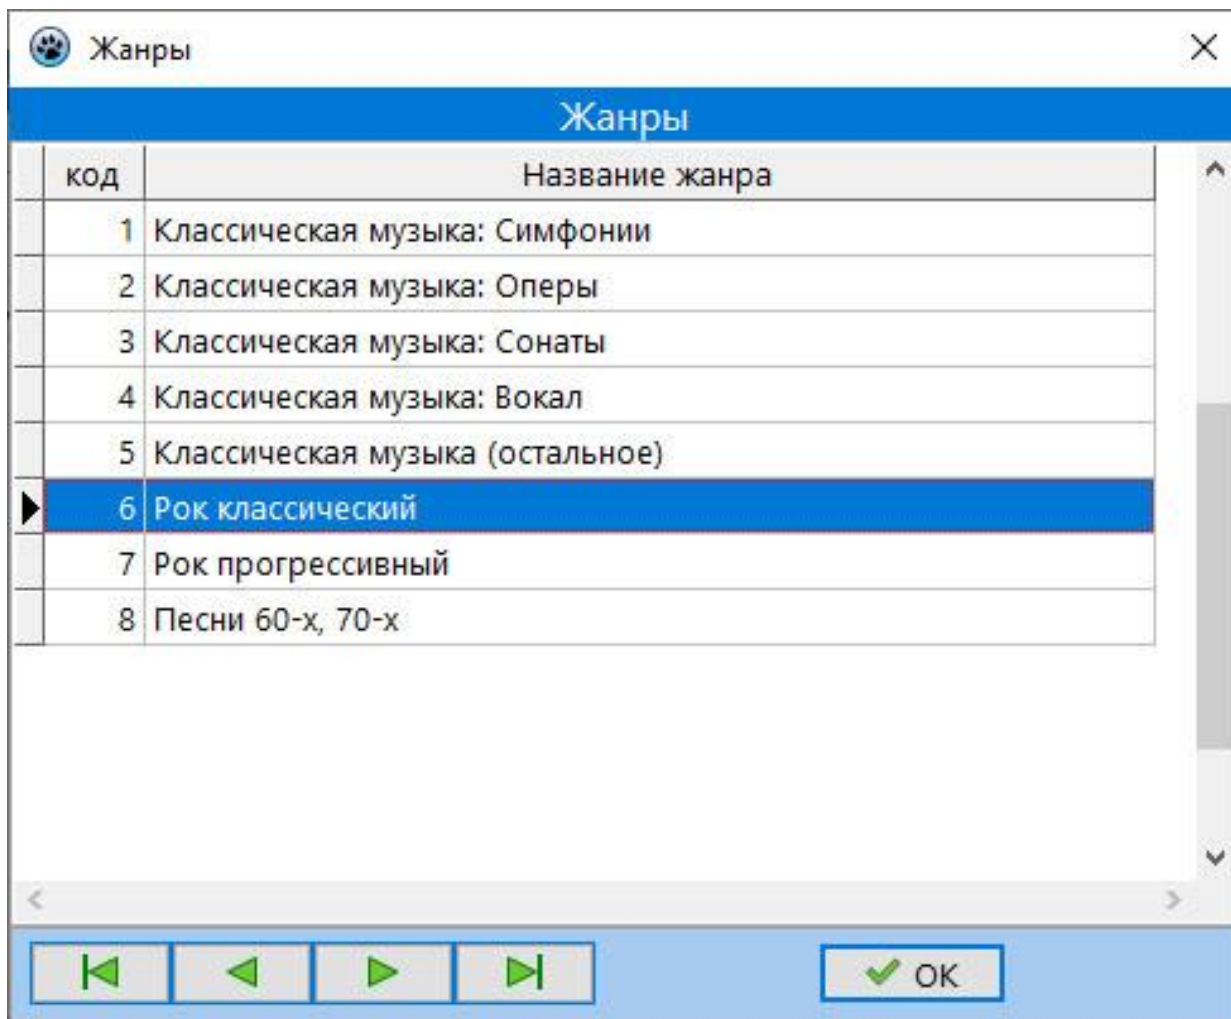 Жанры
Жанры
код Название жанра
1 Классическая музыка: Симфонии
2 Классическая музыка: Оперы
3 Классическая музыка: Сонаты
4 Классическая музыка: Вокал
5 Классическая музыка (остальное)
6 Рок классический
7 Рок прогрессивный
8 Песни 60-х, 70-х
ОК